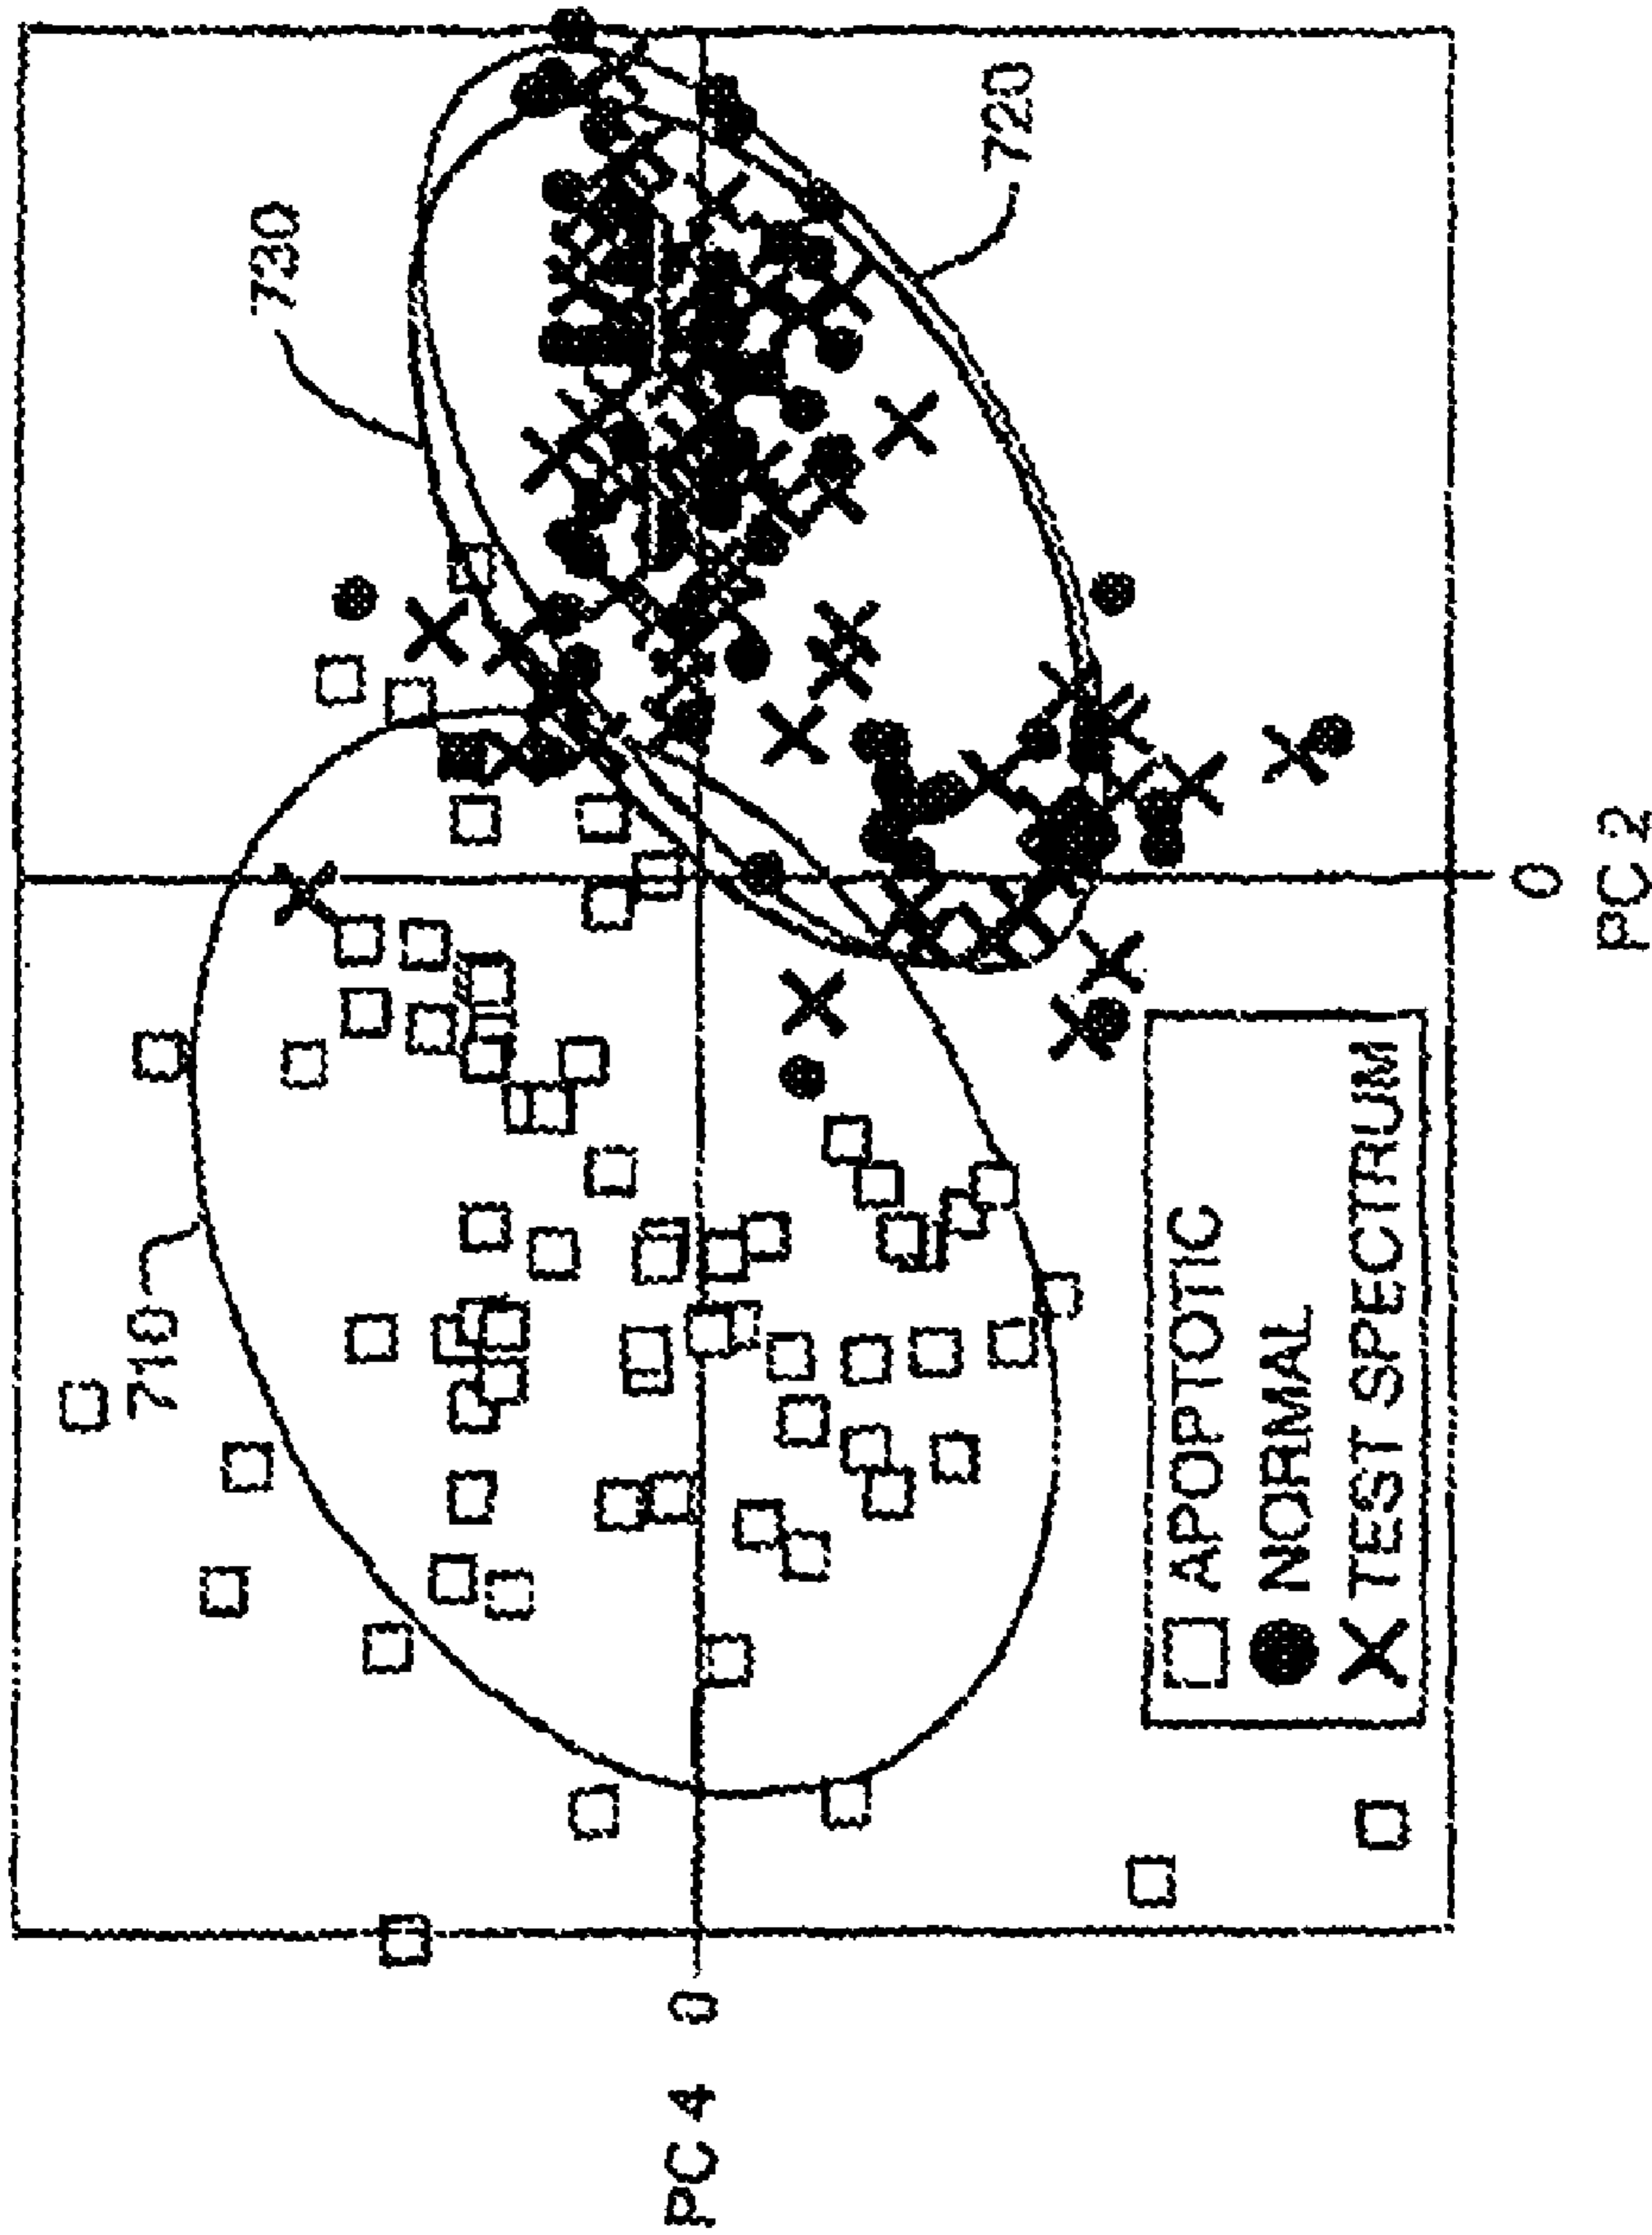 730
720
710
PC 4
0
0
PC 2
APOPTOTIC
NORMAL
TEST SPECTRUM